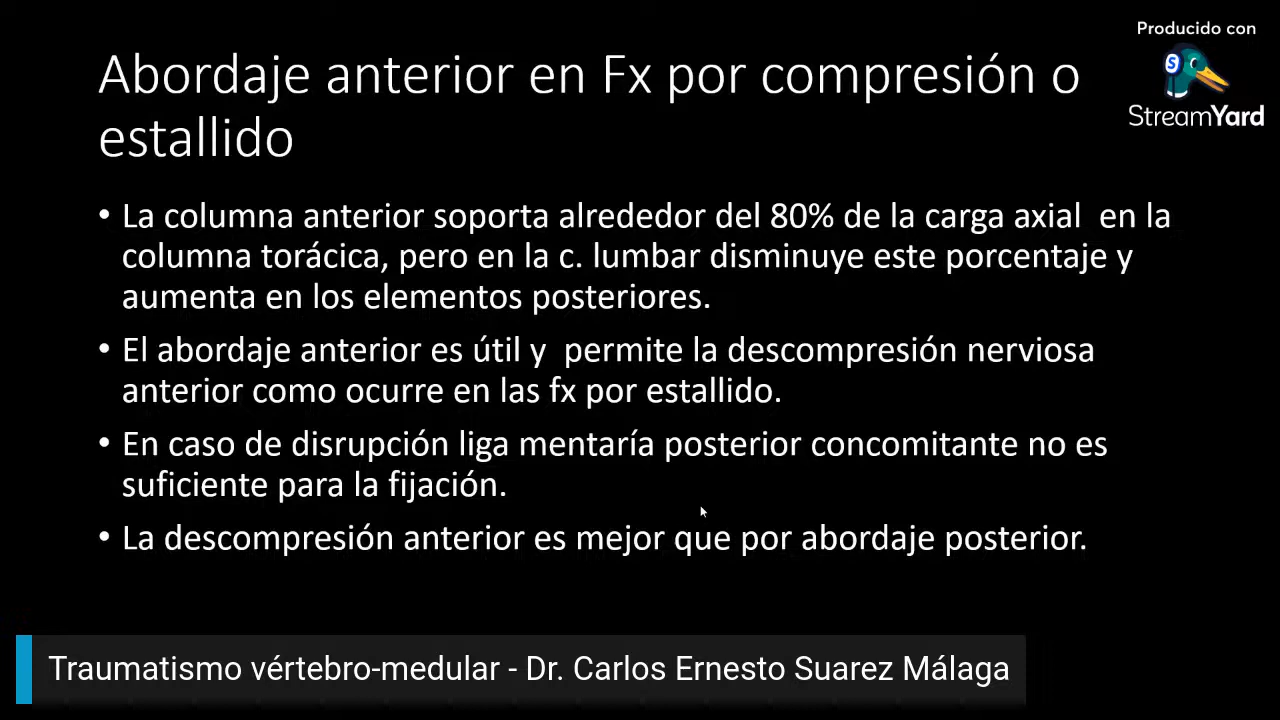 Producido con
StreamYard
Abordaje anterior en Fx por compresión o
estallido
• La columna anterior soporta alrededor del 80% de la carga axial  en la
columna torácica, pero en la c. lumbar disminuye este porcentaje y
aumenta en los elementos posteriores.
• El abordaje anterior es útil y  permite la descompresión nerviosa
anterior como ocurre en las fx por estallido.
• En caso de disrupción liga mentaría posterior concomitante no es
suficiente para la fijación.
• La descompresión anterior es mejor que por abordaje posterior.
Traumatismo vértebro-medular - Dr. Carlos Ernesto Suarez Málaga